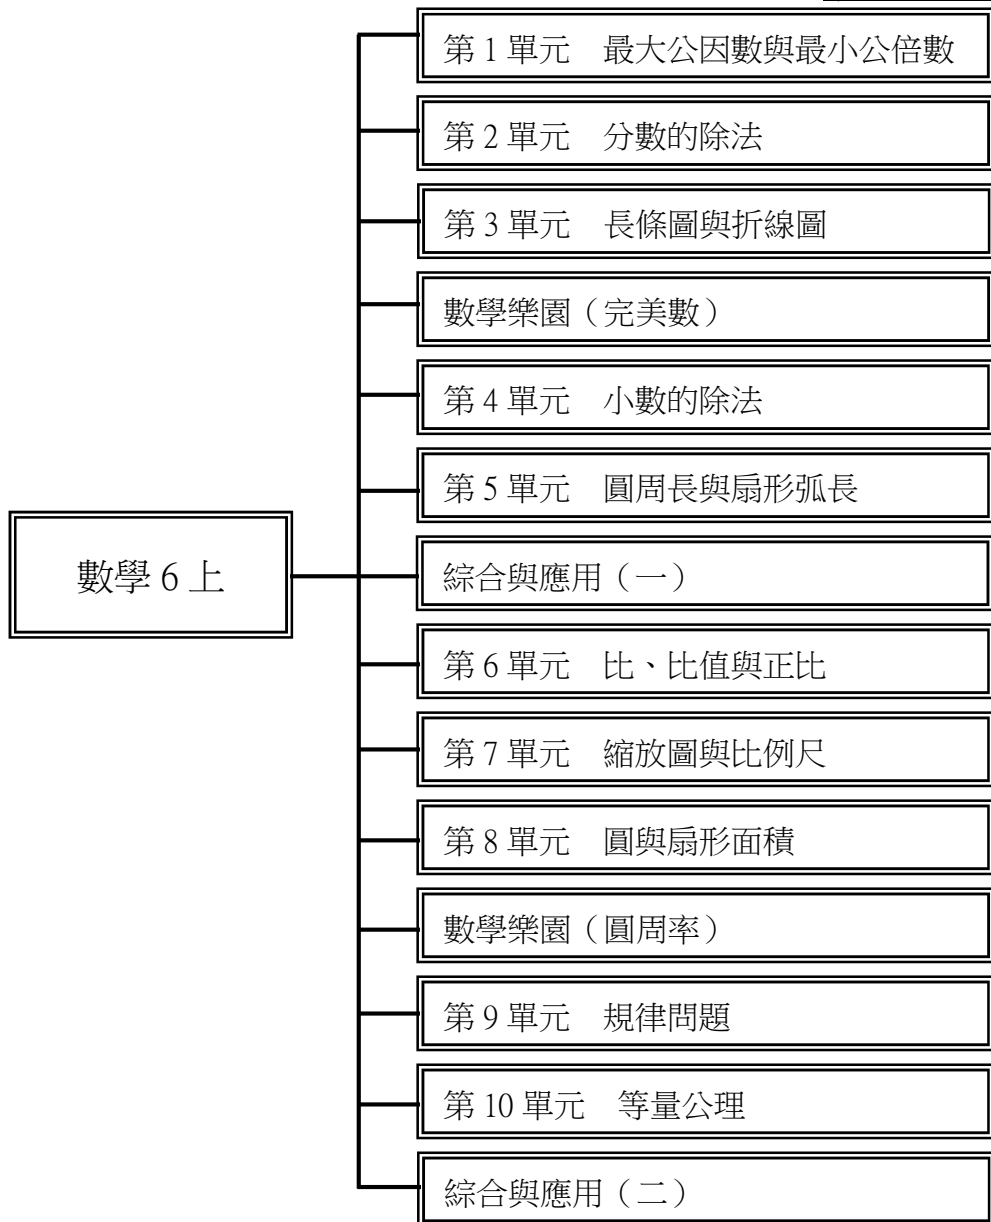 第 1 單元　最大公因數與最小公倍數
第 2 單元　分數的除法
第 3 單元　長條圖與折線圖
數學樂園（完美數）
第 4 單元　小數的除法
第 5 單元　圓周長與扇形弧長
數學 6 上
綜合與應用（一）
第 6 單元　比、比值與正比
第 7 單元　縮放圖與比例尺
第 8 單元　圓與扇形面積
數學樂園（圓周率）
第 9 單元　規律問題
第 10 單元　等量公理
綜合與應用（二）